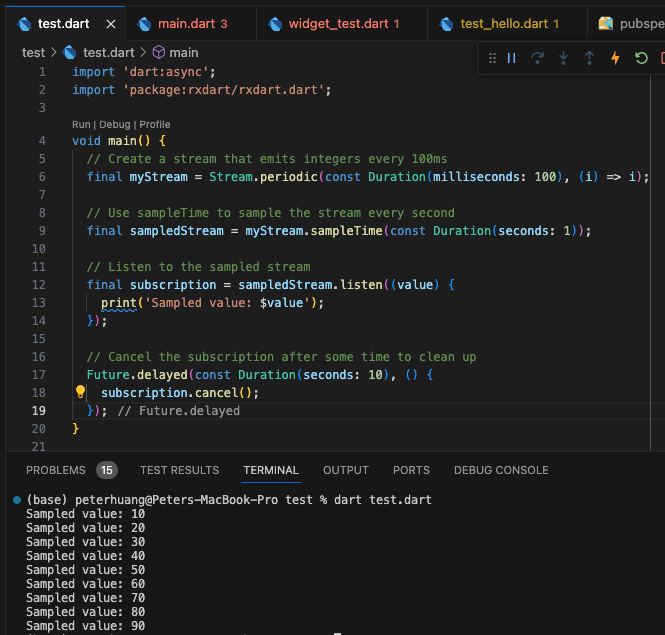 test.dart main.dart 3 widget_test.dart 1 test_hello.dart 1 pubspe
test > test.dart > main
1 import 'dart:async';
2 import 'package:rxdart/rxdart.dart';
3
Run | Debug | Profile
4 void main() {
5 // Create a stream that emits integers every 100ms
6 final myStream = Stream.periodic(const Duration(milliseconds: 100), (i) => i);
7
8 // Use sampleTime to sample the stream every second
9 final sampledStream = myStream.sampleTime(const Duration(seconds: 1));
10
11 // Listen to the sampled stream
12 final subscription = sampledStream.listen((value) {
13 print('Sampled value: $value');
14 });
15
16 // Cancel the subscription after some time to clean up
17 Future.delayed(const Duration(seconds: 10), () {
18 subscription.cancel();
19 }); // Future.delayed
20 }
21
PROBLEMS 15 TEST RESULTS TERMINAL OUTPUT PORTS DEBUG CONSOLE
(base) peterhuang@Peters-MacBook-Pro test % dart test.dart
Sampled value: 10
Sampled value: 20
Sampled value: 30
Sampled value: 40
Sampled value: 50
Sampled value: 60
Sampled value: 70
Sampled value: 80
Sampled value: 90